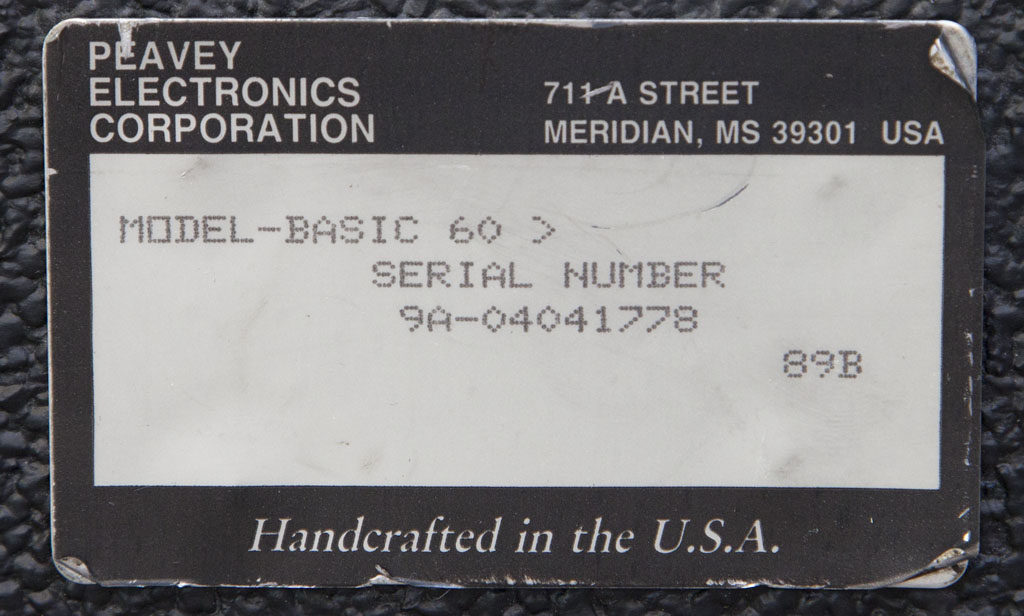 PEAVEY
ELECTRONICS
CORPORATION
711 A STREET
MERIDIAN, MS 39301 USA
MODEL-BASIC 60 >
SERIAL NUMBER
9A-04041778
89B
Handcrafted in the U.S.A.